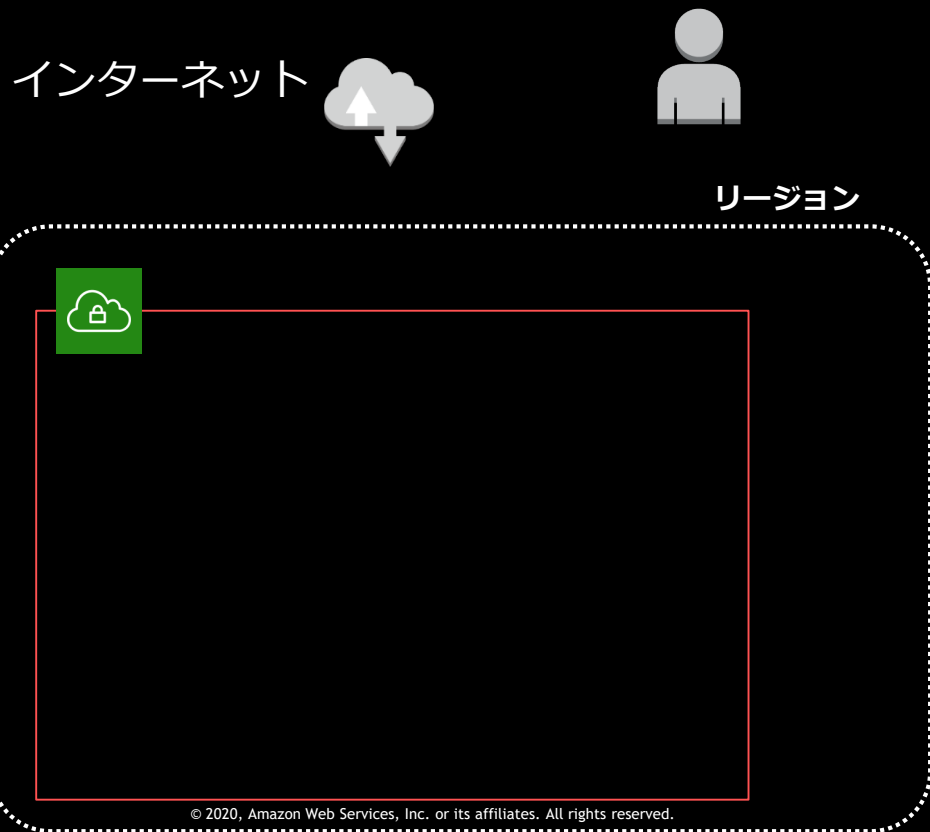 インターネット
リージョン
© 2020, Amazon Web Services, Inc. or its affiliates. All rights reserved.